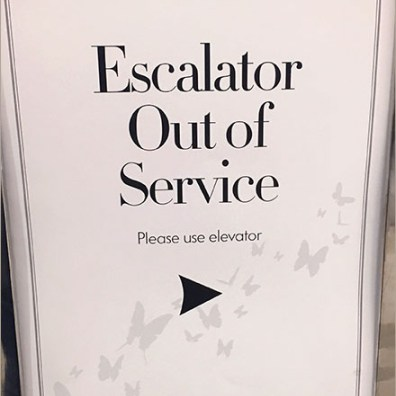 Escalator
Out of
Service
Please use elevator